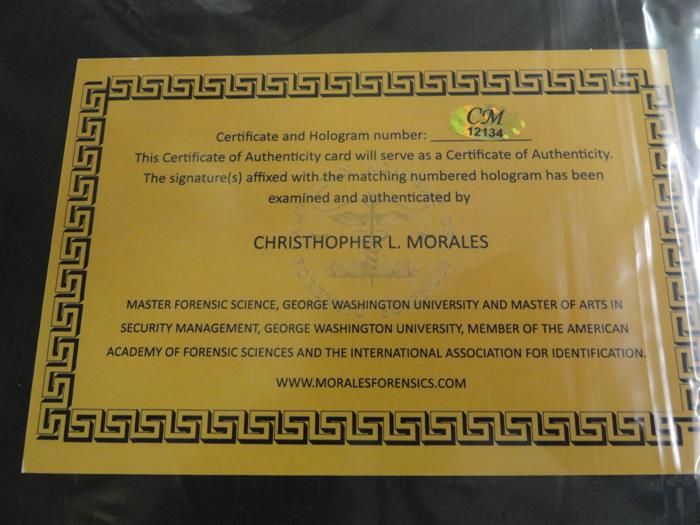 Certificate and Hologram number: CM 12134
This Certificate of Authenticity card will serve as a Certificate of Authenticity.
The signature(s) affixed with the matching numbered hologram has been
examined and authenticated by
CHRISTHOPHER L. MORALES
MASTER FORENSIC SCIENCE, GEORGE WASHINGTON UNIVERSITY AND MASTER OF ARTS IN
SECURITY MANAGEMENT, GEORGE WASHINGTON UNIVERSITY, MEMBER OF THE AMERICAN
ACADEMY OF FORENSIC SCIENCES AND THE INTERNATIONAL ASSOCIATION FOR IDENTIFICATION.
WWW.MORALESFORENSICS.COM